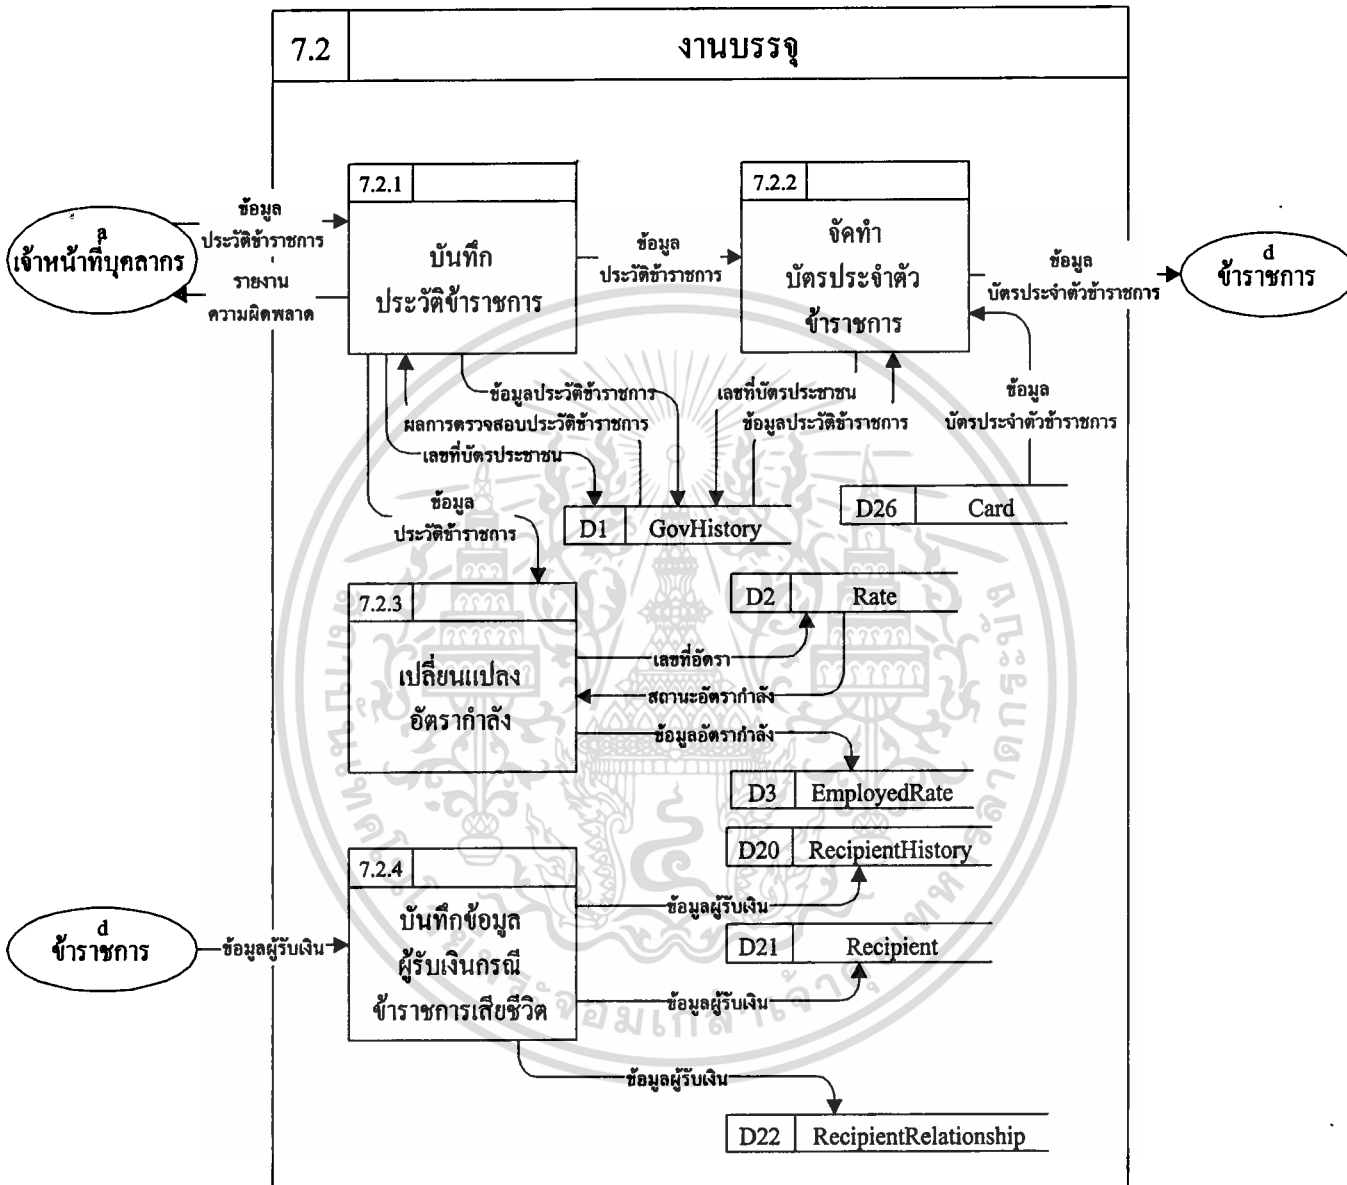 7.2 งานบรรจุ
7.2.1
7.2.2
a
เจ้าหน้าที่บุคลากร
ข้อมูล
ประวัติข้าราชการ
รายงาน
ความผิดพลาด
บันทึก
ประวัติข้าราชการ
ข้อมูล
ประวัติข้าราชการ
จัดทำ
บัตรประจำตัว
ข้าราชการ
ข้อมูล
บัตรประจำตัวข้าราชการ
d
ข้าราชการ
ข้อมูลประวัติข้าราชการ
ผลการตรวจสอบประวัติข้าราชการ
เลขที่บัตรประชาชน
เลขที่บัตรประชาชน
ข้อมูลประวัติข้าราชการ
ข้อมูล
บัตรประจำตัวข้าราชการ
ข้อมูล
ประวัติข้าราชการ
D1 GovHistory
D26 Card
7.2.3
เปลี่ยนแปลง
อัตรากำลัง
D2 Rate
เลขที่อัตรา
สถานะอัตรากำลัง
ข้อมูลอัตรากำลัง
D3 EmployedRate
D20 RecipientHistory
7.2.4
บันทึกข้อมูล
ผู้รับเงินกรณี
ข้าราชการเสียชีวิต
d
ข้าราชการ
ข้อมูลผู้รับเงิน
ข้อมูลผู้รับเงิน
D21 Recipient
ข้อมูลผู้รับเงิน
ข้อมูลผู้รับเงิน
D22 RecipientRelationship